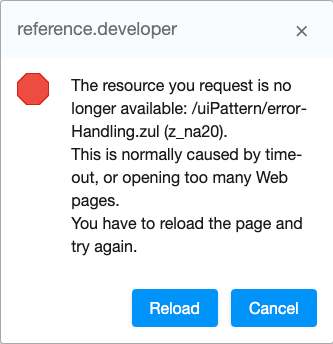 reference.developer
The resource you request is no
longer available: /uiPattern/error-
Handling.zul (z_na20).
This is normally caused by time-
out, or opening too many Web
pages.
You have to reload the page and
try again.
Reload
Cancel